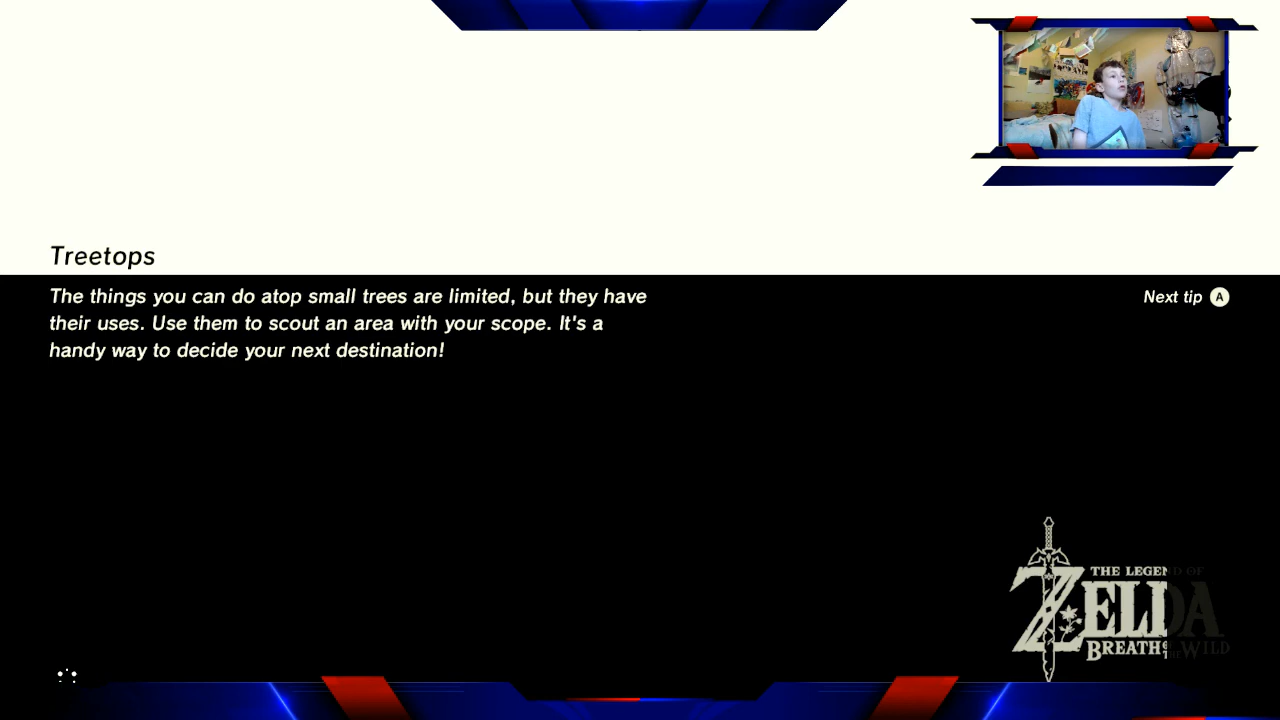 Treetops
The things you can do atop small trees are limited, but they have
their uses. Use them to scout an area with your scope. It's a
handy way to decide your next destination!
Next tip A
THE LEGEND OF
ZELDA
BREATH OF THE WILD